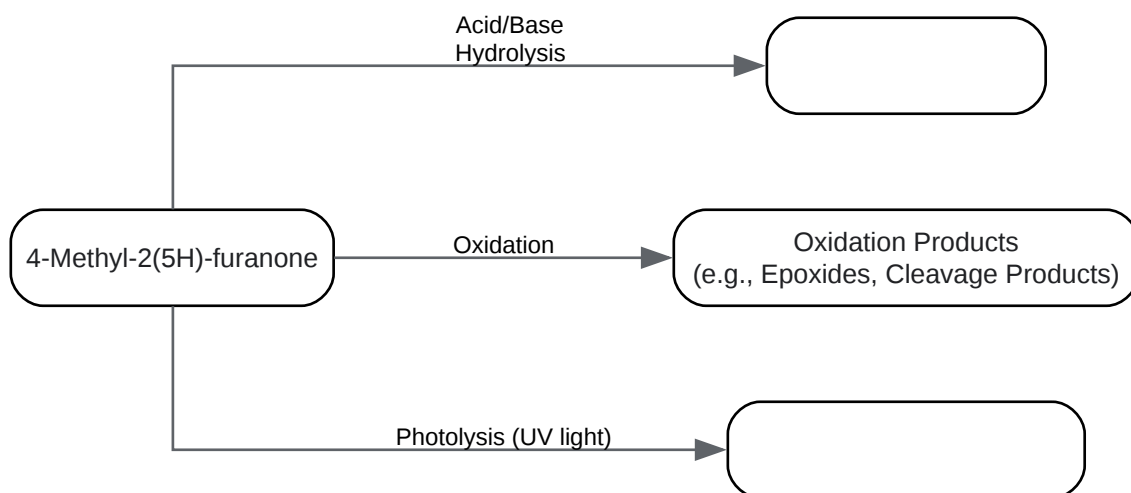 Acid/Base
Hydrolysis
4-Methyl-2(5H)-furanone
Oxidation
Oxidation Products
(e.g., Epoxides, Cleavage Products)
Photolysis (UV light)